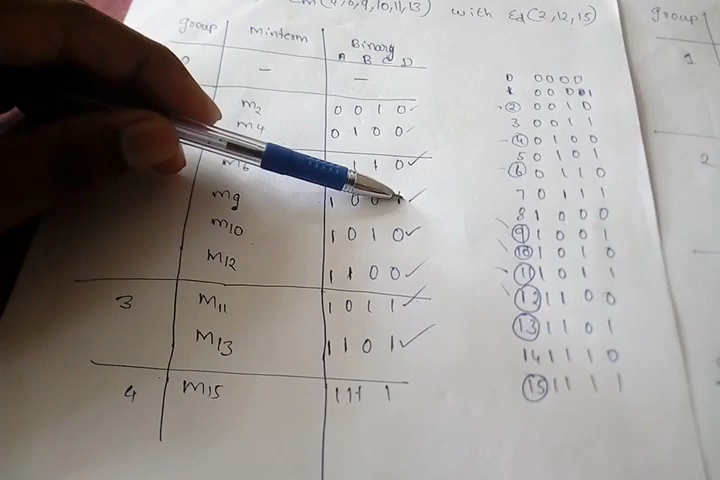 Σm(4,6,9,10,11,13) with Σd(2,12,15)
group Minterm Binary
A B C D
0 – –
m2 0 0 1 0 ✓
m4 0 1 0 0 ✓
m6 1 1 0 ✓
m9 1 0 0 1 ✓
m10 1 0 1 0 ✓
m12 1 1 0 0 ✓
3 m11 1 0 1 1 ✓
m13 1 1 0 1 ✓
4 m15 1 1 1 1
0 0 0 0 0
1 0 0 0 1
2 0 0 1 0
3 0 0 1 1
4 0 1 0 0
5 0 1 0 1
6 0 1 1 0
7 0 1 1 1
8 1 0 0 0
9 1 0 0 1
10 1 0 1 0
11 1 0 1 1
12 1 1 0 0
13 1 1 0 1
14 1 1 1 0
15 1 1 1 1
group
1
2